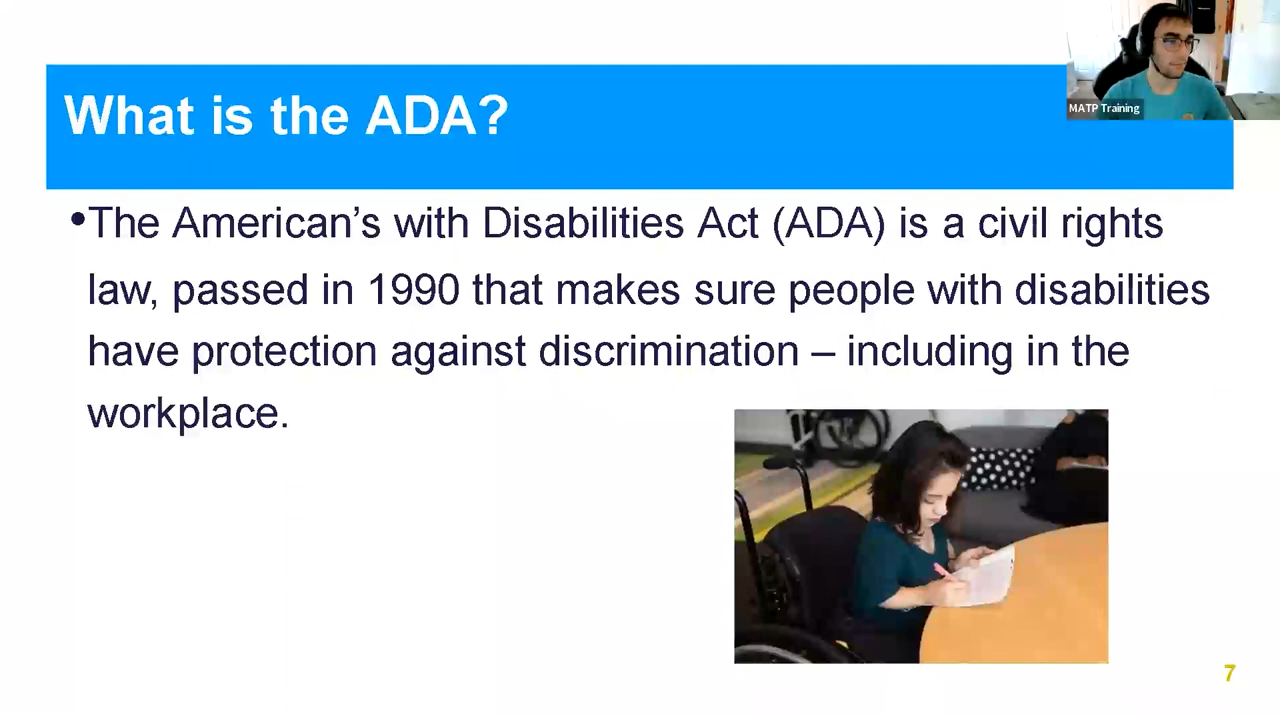 What is the ADA?
MATP Training
•The American’s with Disabilities Act (ADA) is a civil rights
law, passed in 1990 that makes sure people with disabilities
have protection against discrimination – including in the
workplace.
7